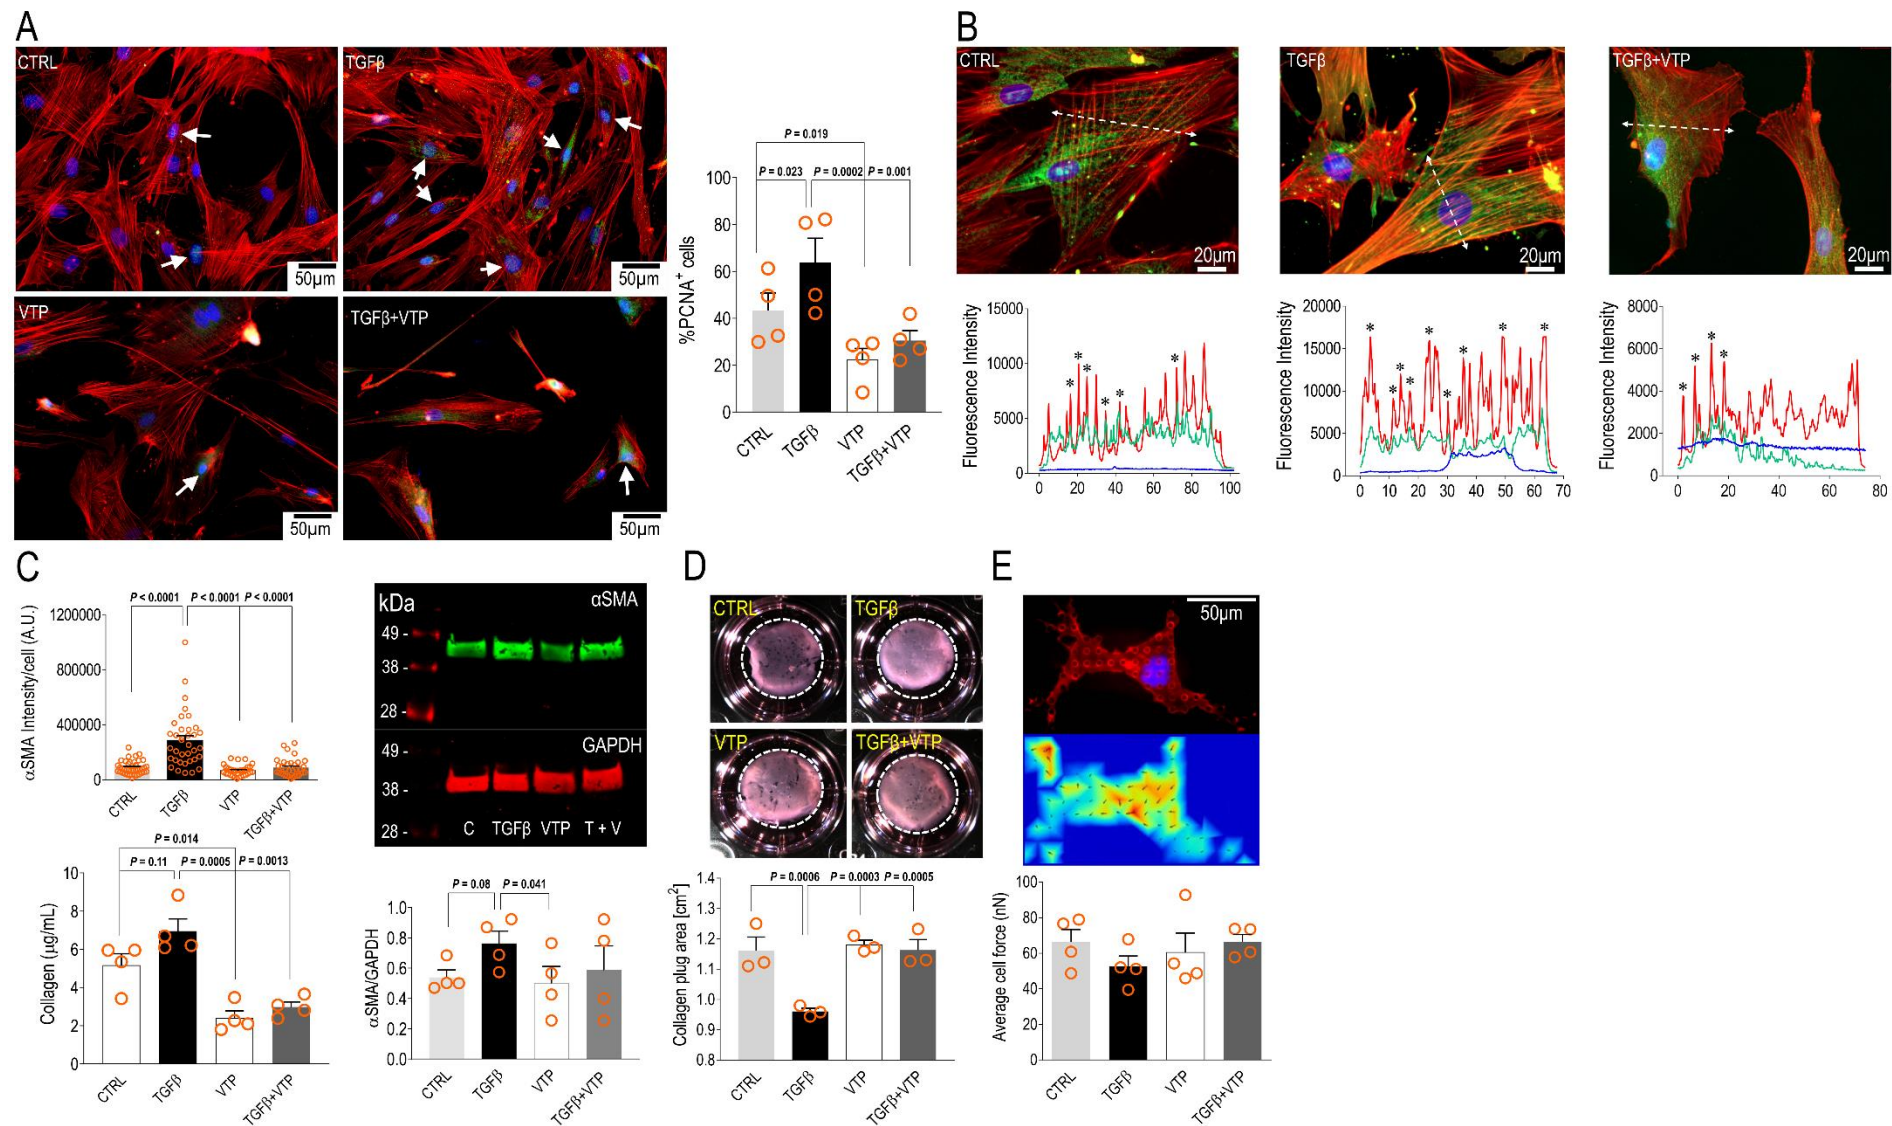 A
CTRL
50µm
TGFβ
50µm
VTP
50µm
TGFβ+VTP
50µm
%PCNA+ cells
P = 0.019
P = 0.023
P = 0.0002
P = 0.001
100
80
60
40
20
0
CTRL
TGFβ
VTP
TGFβ+VTP
B
CTRL
20µm
TGFβ
20µm
TGFβ+VTP
20µm
Fluorescence Intensity
15000
10000
5000
0
* * * * * *
0 20 40 60 80 100
Fluorescence Intensity
20000
15000
10000
5000
0
* * * * * * * * *
0 10 20 30 40 50 60 70
Fluorescence Intensity
8000
6000
4000
2000
0
* * * *
0 20 40 60 80
C
αSMA Intensity/cell (A.U.)
P < 0.0001
P < 0.0001
P < 0.0001
1200000
800000
400000
0
CTRL
TGFβ
VTP
TGFβ+VTP
kDa
αSMA
49 -
38 -
28 -
GAPDH
49 -
38 -
28 -
C TGFβ VTP T + V
Collagen (µg/mL)
P = 0.014
P = 0.11
P = 0.0005
P = 0.0013
10
8
6
4
2
0
CTRL
TGFβ
VTP
TGFβ+VTP
αSMA/GAPDH
P = 0.08
P = 0.041
1.0
0.8
0.6
0.4
0.2
0.0
CTRL
TGFβ
VTP
TGFβ+VTP
D
CTRL
TGFβ
VTP
TGFβ+VTP
Collagen plug area [cm2]
P = 0.0006
P = 0.0003
P = 0.0005
1.4
1.3
1.2
1.1
1.0
0.9
0.8
CTRL
TGFβ
VTP
TGFβ+VTP
E
50µm
Average cell force (nN)
100
80
60
40
20
0
CTRL
TGFβ
VTP
TGFβ+VTP